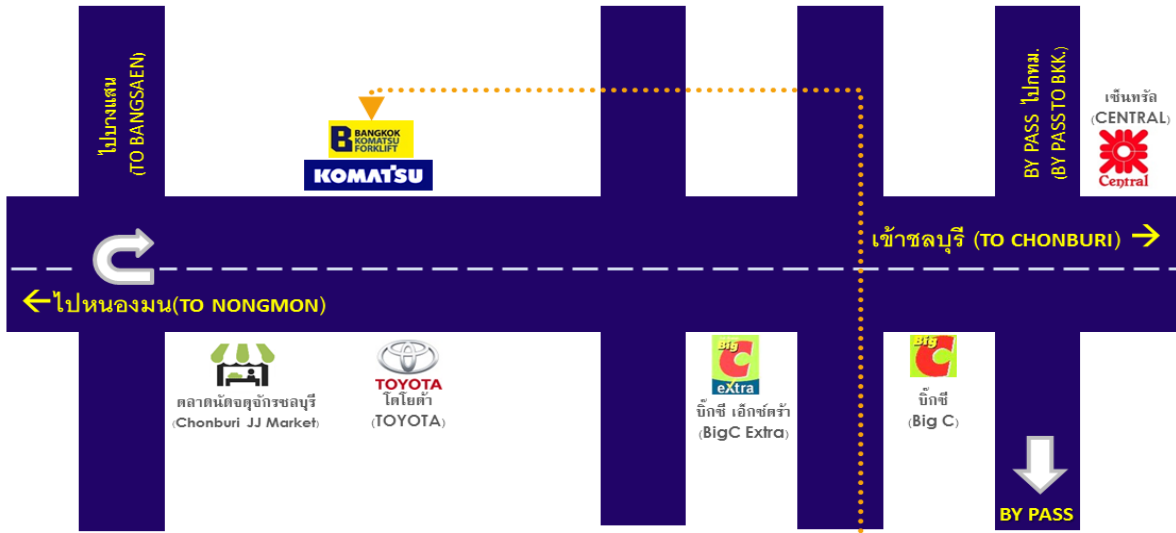 ไปบางแสน
(TO BANGSAEN)
BY PASS ไปกทม.
(BY PASS TO BKK.)
เซ็นทรัล
(CENTRAL)
Central
B BANGKOK
KOMATSU
FORKLIFT
KOMATSU
เข้าชลบุรี (TO CHONBURI) →
←ไปหนองมน(TO NONGMON)
ตลาดนัดจตุจักรชลบุรี
(Chonburi JJ Market)
TOYOTA
โตโยต้า
(TOYOTA)
Big
C
eXtra
บิ๊กซี เอ็กซ์ตร้า
(BigC Extra)
Big
C
บิ๊กซี
(Big C)
BY PASS